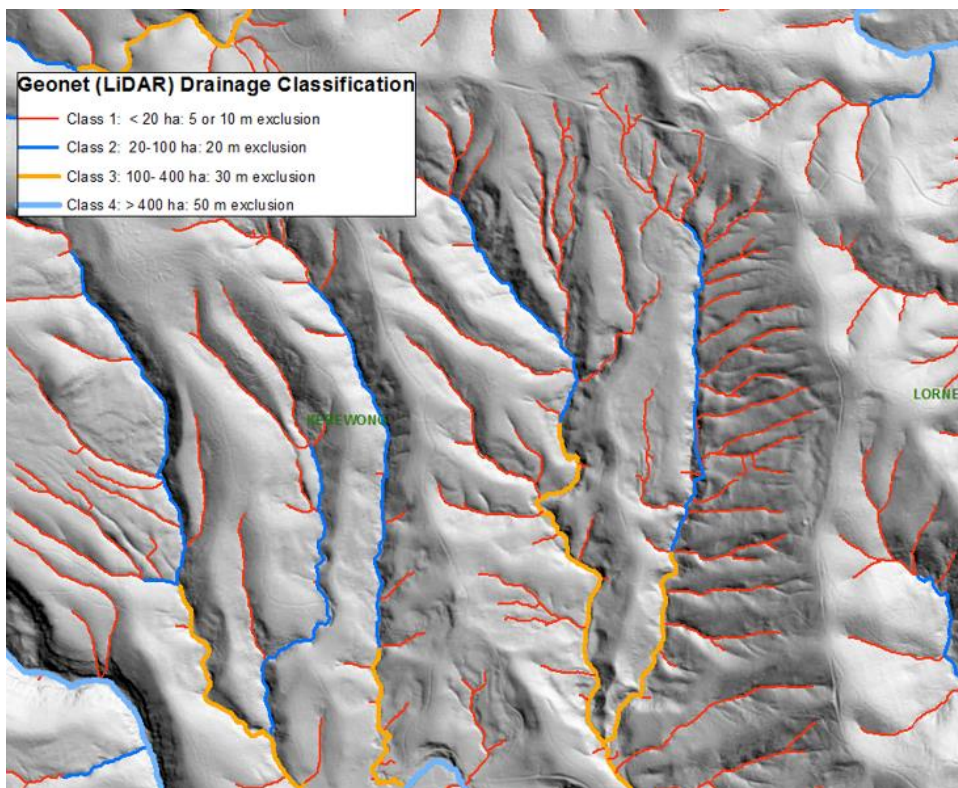 Geonet (LiDAR) Drainage Classification
Class 1: < 20 ha: 5 or 10 m exclusion
Class 2: 20-100 ha: 20 m exclusion
Class 3: 100- 400 ha: 30 m exclusion
Class 4: > 400 ha: 50 m exclusion
LORNE
KEREWONG